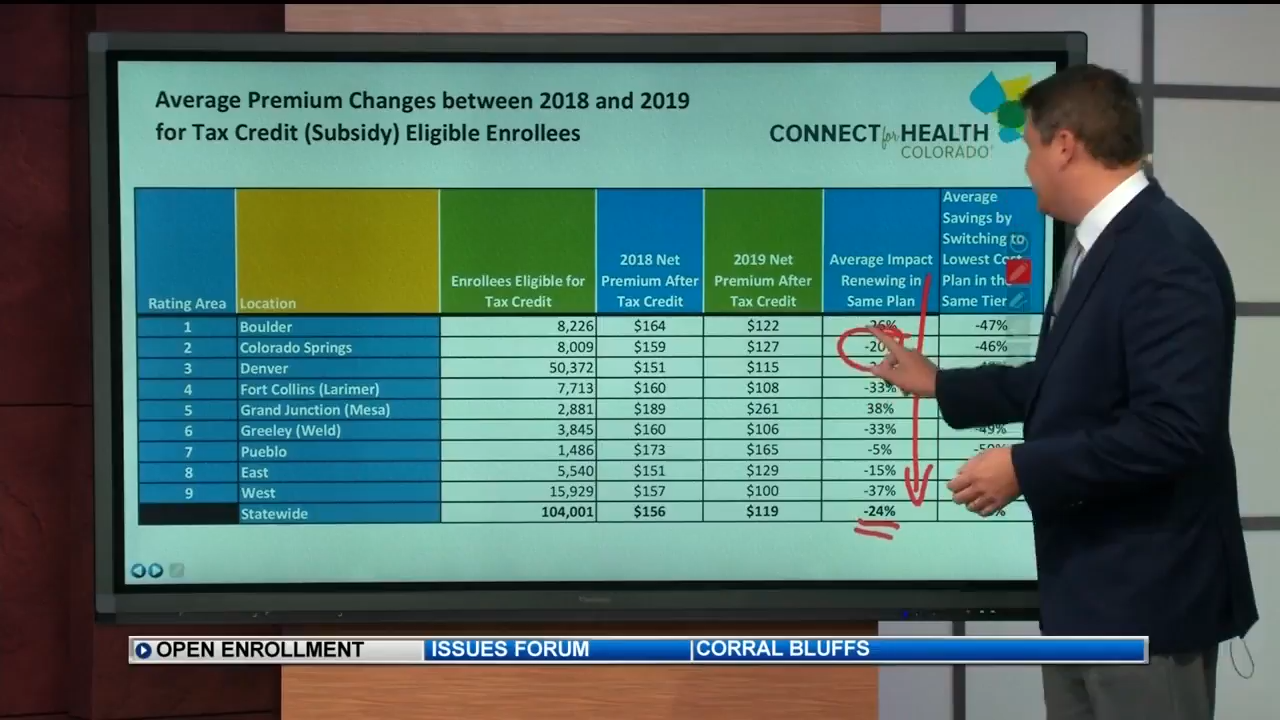 Average Premium Changes between 2018 and 2019
for Tax Credit (Subsidy) Eligible Enrollees
CONNECT for HEALTH
COLORADO
Rating Area
Location
Enrollees Eligible for
Tax Credit
2018 Net
Premium After
Tax Credit
2019 Net
Premium After
Tax Credit
Average Impact
Renewing in
Same Plan
Average
Savings by
Switching to
Lowest Cost
Plan in the
Same Tier
1 Boulder 8,226 $164 $122 -26% -47%
2 Colorado Springs 8,009 $159 $127 -20% -46%
3 Denver 50,372 $151 $115
4 Fort Collins (Larimer) 7,713 $160 $108 -33%
5 Grand Junction (Mesa) 2,881 $189 $261 38%
6 Greeley (Weld) 3,845 $160 $106 -33% -49%
7 Pueblo 1,486 $173 $165 -5%
8 East 5,540 $151 $129 -15%
9 West 15,929 $157 $100 -37%
Statewide 104,001 $156 $119 -24%
OPEN ENROLLMENT ISSUES FORUM CORRAL BLUFFS